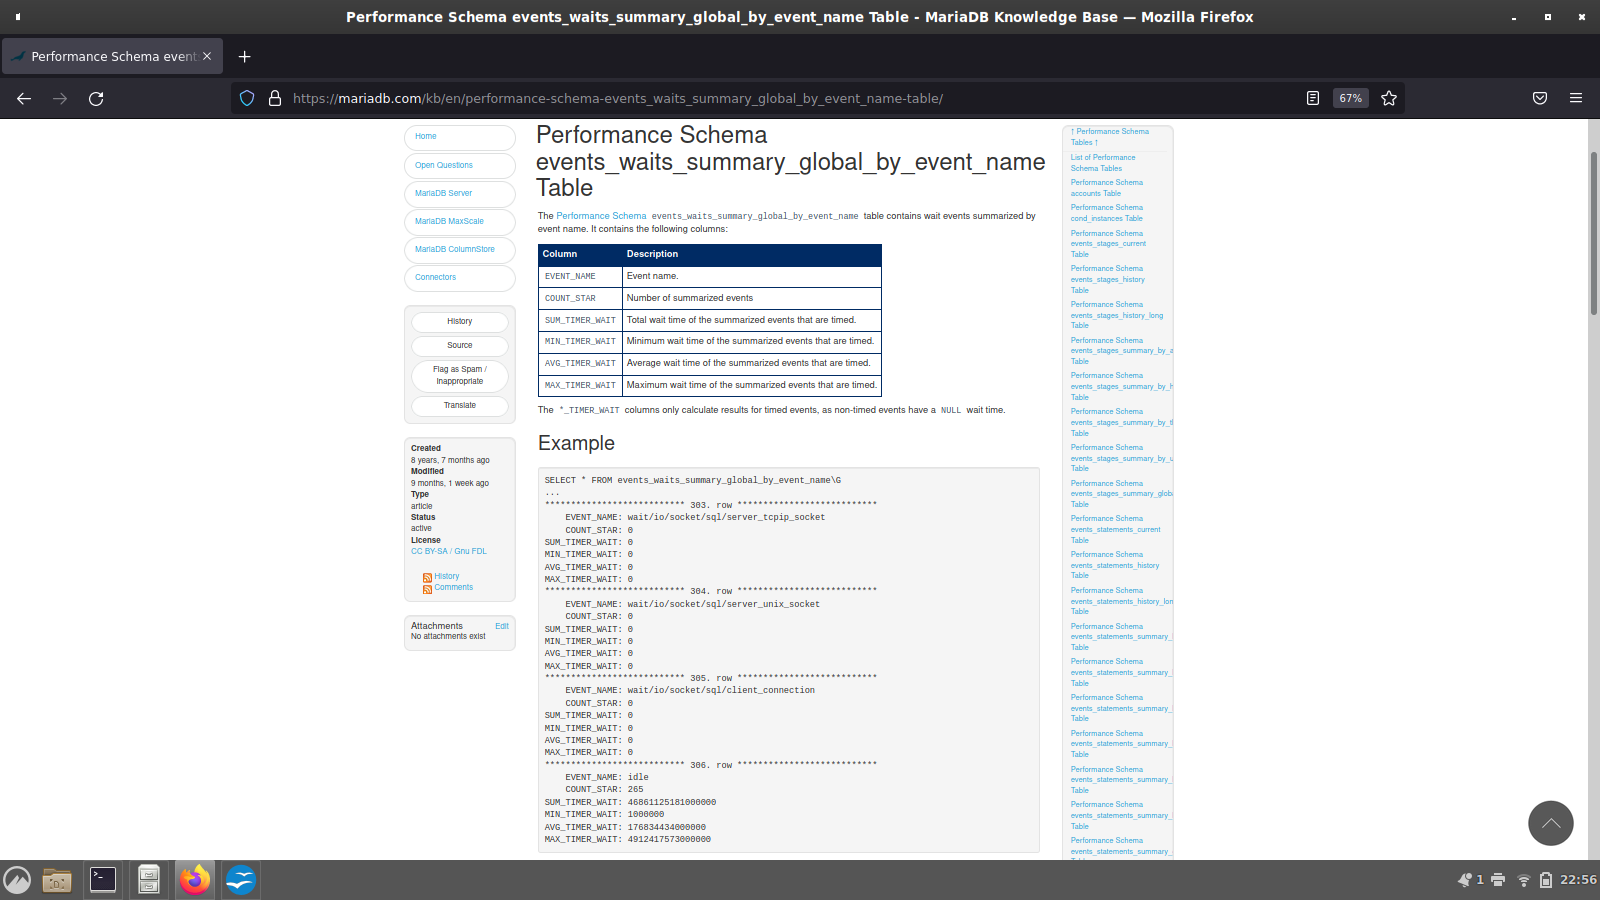 Performance Schema events_waits_summary_global_by_event_name Table - MariaDB Knowledge Base — Mozilla Firefox
Performance Schema event
https://mariadb.com/kb/en/performance-schema-events_waits_summary_global_by_event_name-table/
67%
Home
Open Questions
MariaDB Server
MariaDB MaxScale
MariaDB ColumnStore
Connectors
History
Source
Flag as Spam /
Inappropriate
Translate
Created
8 years, 7 months ago
Modified
9 months, 1 week ago
Type
article
Status
active
License
CC BY-SA / Gnu FDL
History
Comments
Attachments Edit
No attachments exist
Performance Schema
events_waits_summary_global_by_event_name
Table
The Performance Schema events_waits_summary_global_by_event_name table contains wait events summarized by
event name. It contains the following columns:
Column Description
EVENT_NAME Event name.
COUNT_STAR Number of summarized events
SUM_TIMER_WAIT Total wait time of the summarized events that are timed.
MIN_TIMER_WAIT Minimum wait time of the summarized events that are timed.
AVG_TIMER_WAIT Average wait time of the summarized events that are timed.
MAX_TIMER_WAIT Maximum wait time of the summarized events that are timed.
The *_TIMER_WAIT columns only calculate results for timed events, as non-timed events have a NULL wait time.
Example
SELECT * FROM events_waits_summary_global_by_event_name\G
...
*************************** 303. row ***************************
EVENT_NAME: wait/io/socket/sql/server_tcpip_socket
COUNT_STAR: 0
SUM_TIMER_WAIT: 0
MIN_TIMER_WAIT: 0
AVG_TIMER_WAIT: 0
MAX_TIMER_WAIT: 0
*************************** 304. row ***************************
EVENT_NAME: wait/io/socket/sql/server_unix_socket
COUNT_STAR: 0
SUM_TIMER_WAIT: 0
MIN_TIMER_WAIT: 0
AVG_TIMER_WAIT: 0
MAX_TIMER_WAIT: 0
*************************** 305. row ***************************
EVENT_NAME: wait/io/socket/sql/client_connection
COUNT_STAR: 0
SUM_TIMER_WAIT: 0
MIN_TIMER_WAIT: 0
AVG_TIMER_WAIT: 0
MAX_TIMER_WAIT: 0
*************************** 306. row ***************************
EVENT_NAME: idle
COUNT_STAR: 265
SUM_TIMER_WAIT: 46861125181000000
MIN_TIMER_WAIT: 1000000
AVG_TIMER_WAIT: 176834434000000
MAX_TIMER_WAIT: 4912417573000000
↑ Performance Schema
Tables ↑
List of Performance
Schema Tables
Performance Schema
accounts Table
Performance Schema
cond_instances Table
Performance Schema
events_stages_current
Table
Performance Schema
events_stages_history
Table
Performance Schema
events_stages_history_long
Table
Performance Schema
events_stages_summary_by_a
Table
Performance Schema
events_stages_summary_by_h
Table
Performance Schema
events_stages_summary_by_t
Table
Performance Schema
events_stages_summary_by_u
Table
Performance Schema
events_stages_summary_glob
Table
Performance Schema
events_statements_current
Table
Performance Schema
events_statements_history
Table
Performance Schema
events_statements_history_lon
Table
Performance Schema
events_statements_summary_
Table
Performance Schema
events_statements_summary_
Table
Performance Schema
events_statements_summary_
Table
Performance Schema
events_statements_summary_
Table
Performance Schema
events_statements_summary_
Table
Performance Schema
events_statements_summary_
Table
Performance Schema
events_statements_summary_
1
22:56